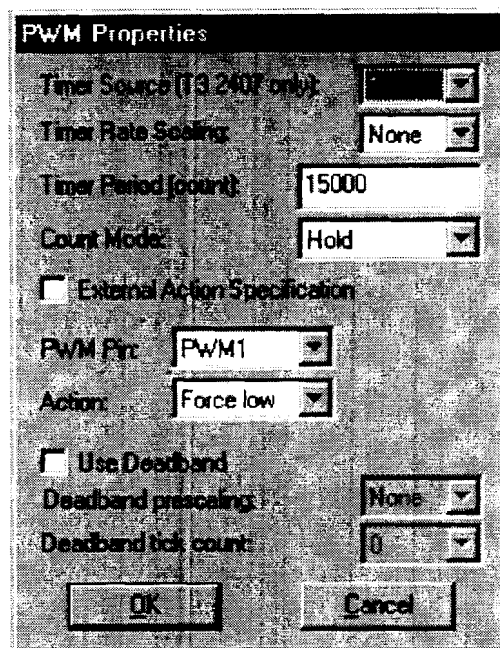 PWM Properties
Timer Source (TI 2407 only):
Timer Rate Scaling: None
Timer Period [count]: 15000
Count Mode: Hold
External Action Specification
PWM Pin: PWM1
Action: Force low
Use Deadband
Deadband prescaling: None
Deadband tick count: 0
OK Cancel